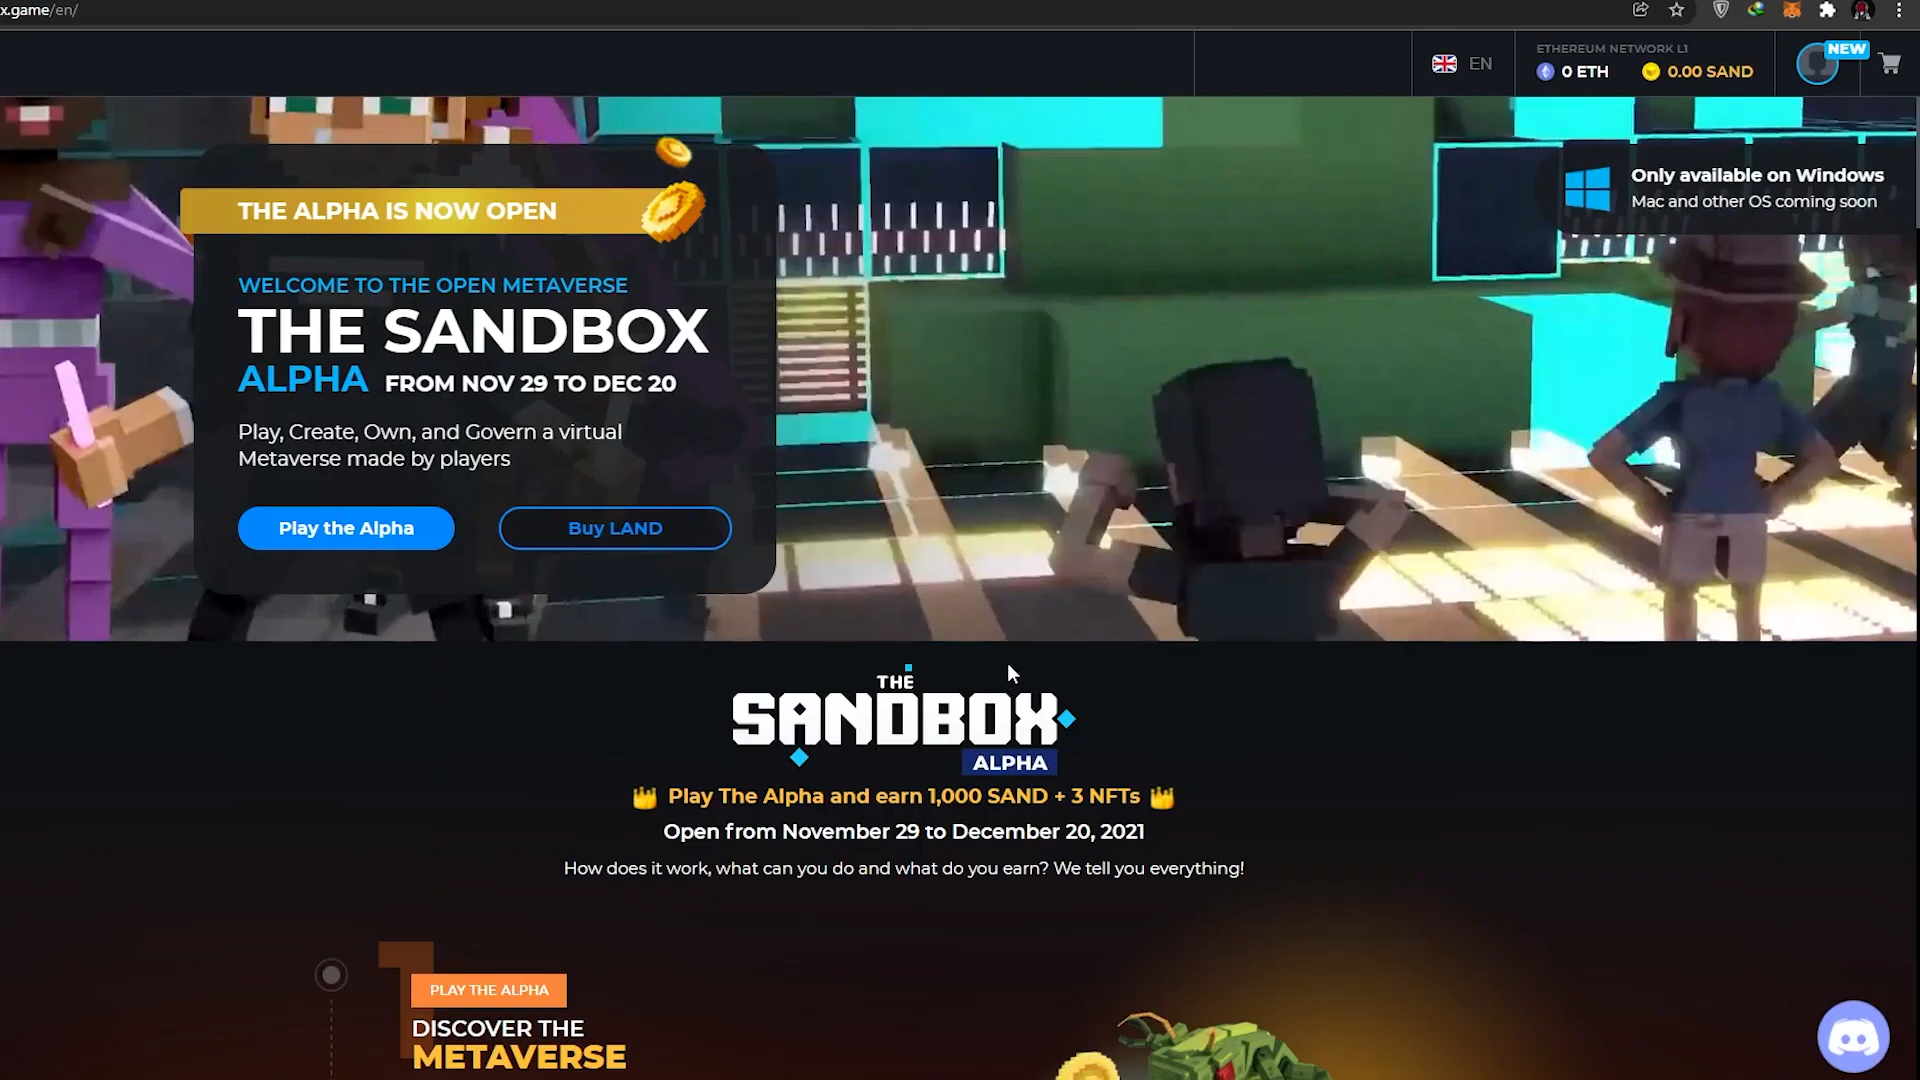 x.game/en/
EN
ETHEREUM NETWORK L1
0 ETH
0.00 SAND
NEW
Only available on Windows
Mac and other OS coming soon
THE ALPHA IS NOW OPEN
WELCOME TO THE OPEN METAVERSE
THE SANDBOX
ALPHA FROM NOV 29 TO DEC 20
Play, Create, Own, and Govern a virtual
Metaverse made by players
Play the Alpha
Buy LAND
THE
SANDBOX
ALPHA
Play The Alpha and earn 1,000 SAND + 3 NFTs
Open from November 29 to December 20, 2021
How does it work, what can you do and what do you earn? We tell you everything!
1
PLAY THE ALPHA
DISCOVER THE
METAVERSE